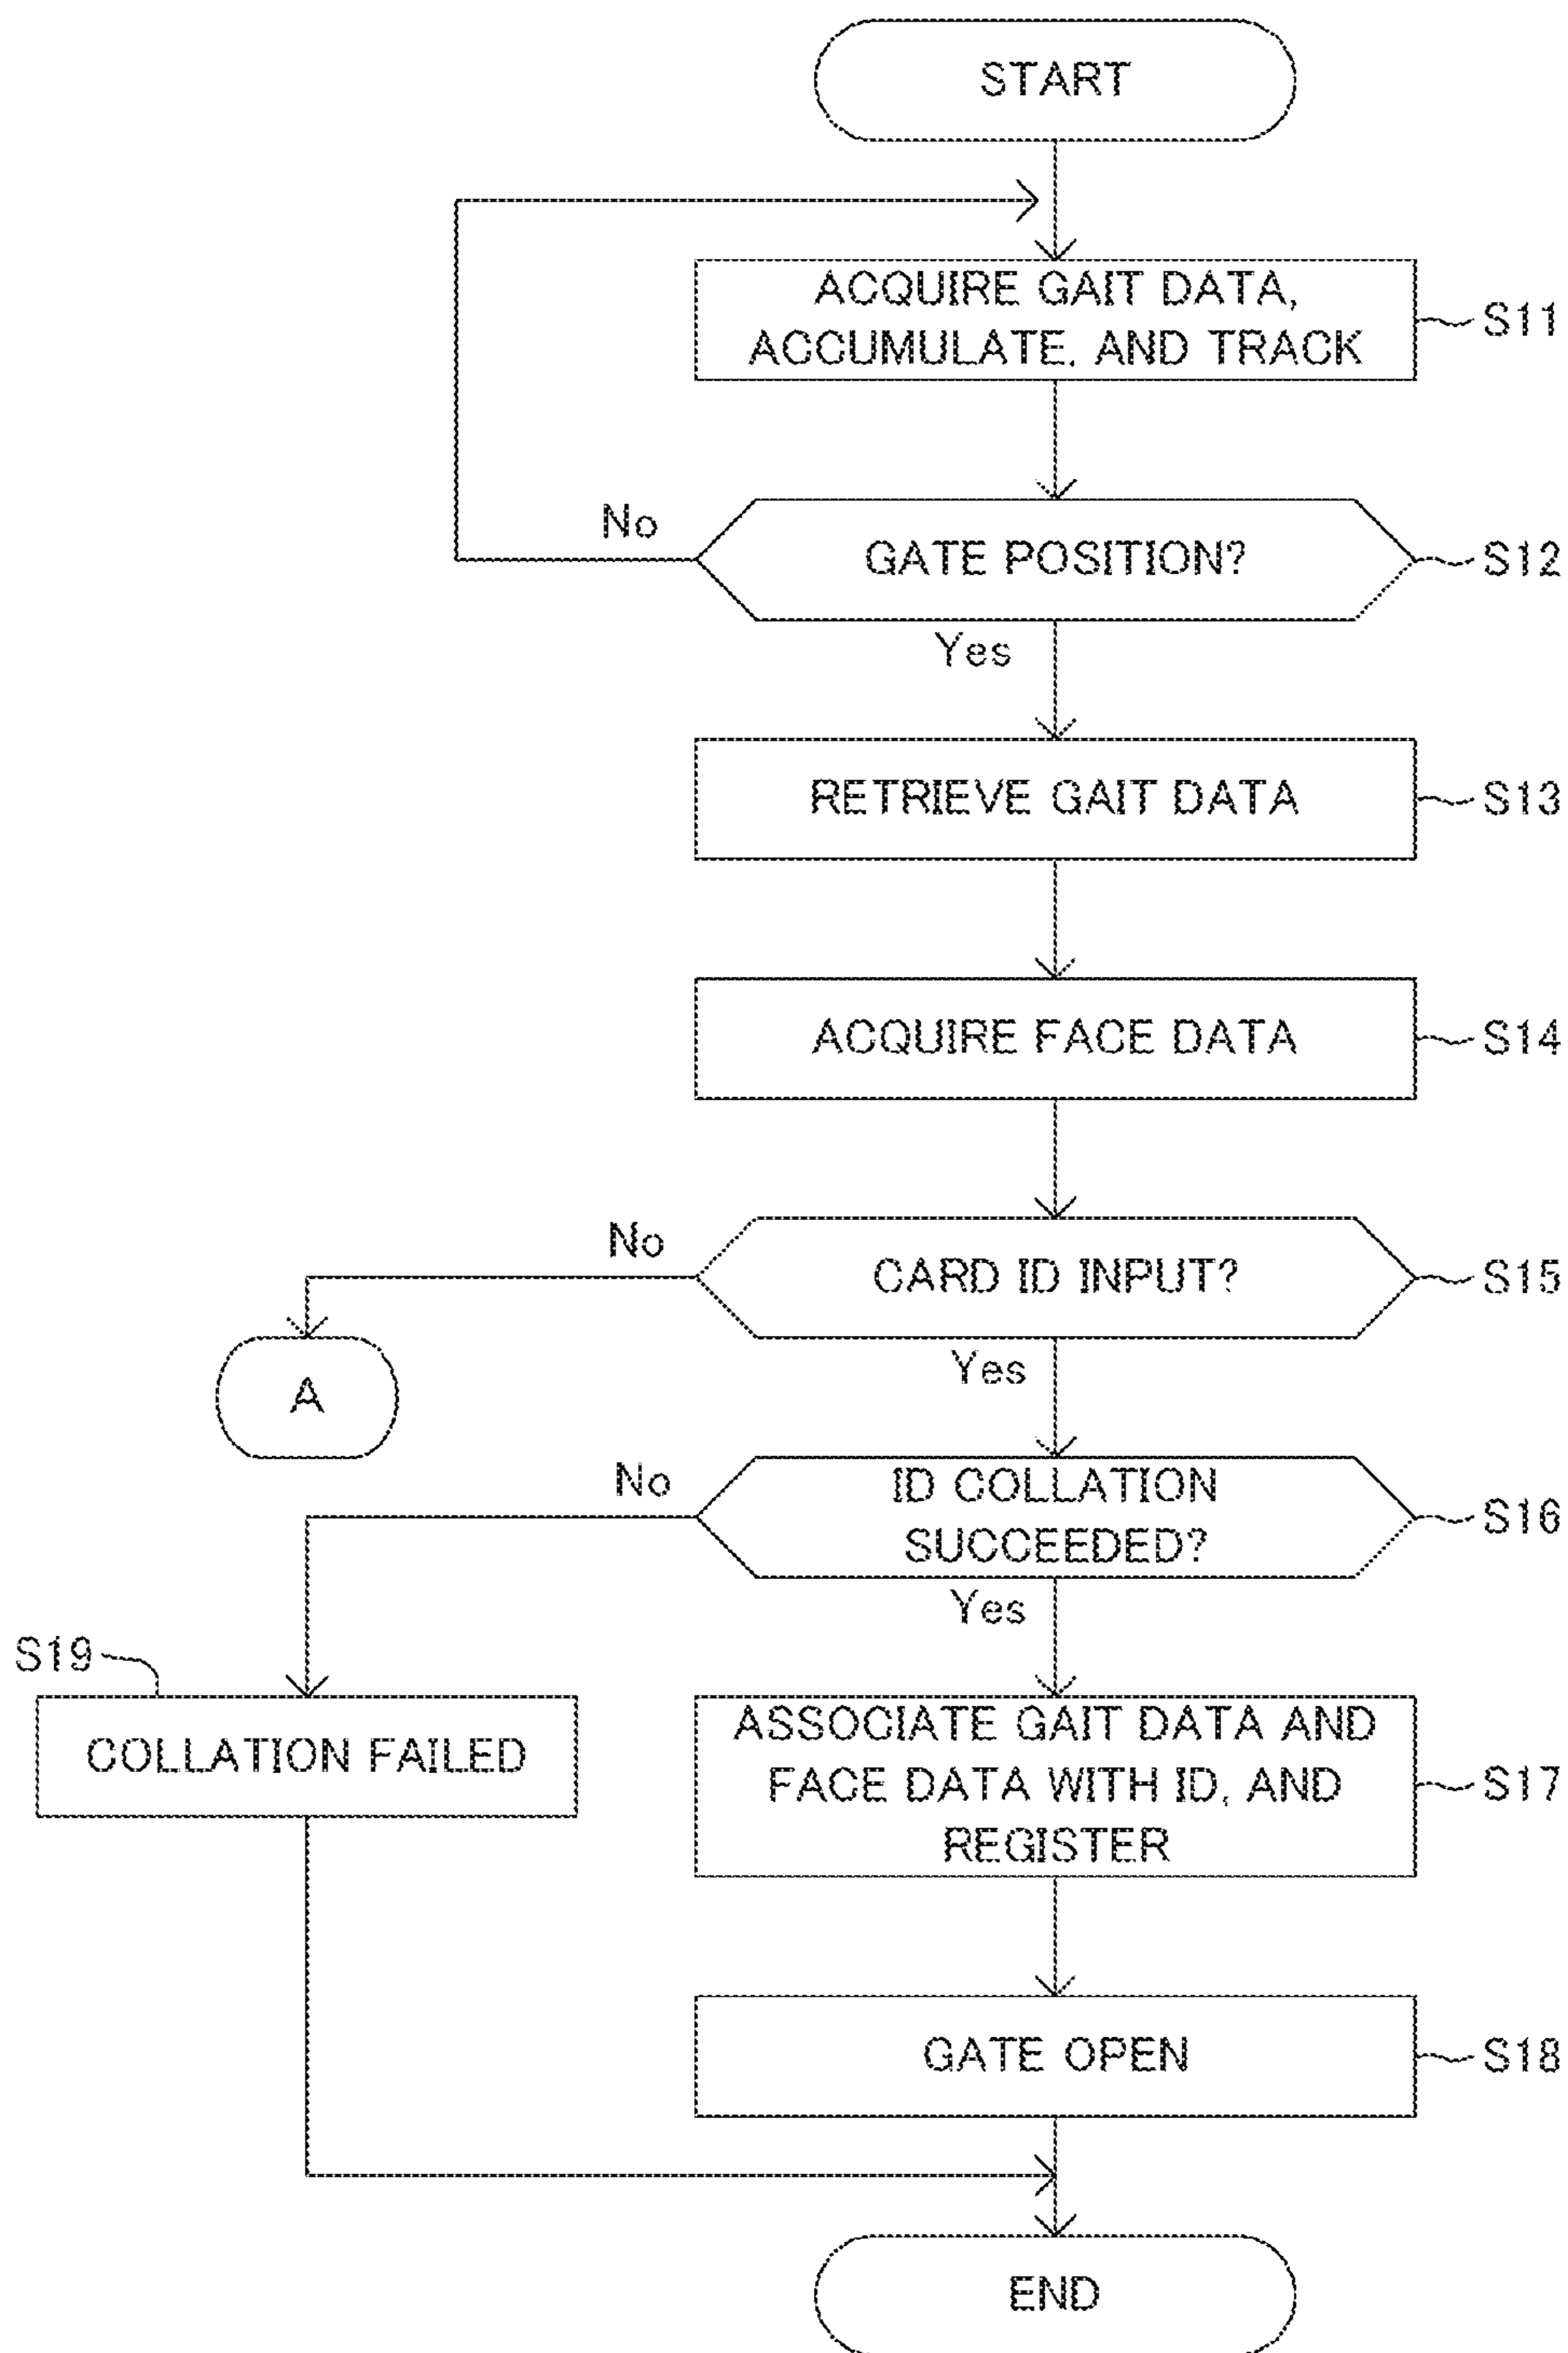 START
ACQUIRE GAIT DATA,
ACCUMULATE, AND TRACK
S11
No
GATE POSITION?
S12
Yes
RETRIEVE GAIT DATA
S13
ACQUIRE FACE DATA
S14
No
CARD ID INPUT?
S15
A
Yes
No
ID COLLATION
SUCCEEDED?
S16
Yes
S19
COLLATION FAILED
ASSOCIATE GAIT DATA AND
FACE DATA WITH ID, AND
REGISTER
S17
GATE OPEN
S18
END